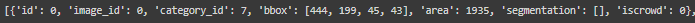 [{'id': 0, 'image_id': 0, 'category_id': 7, 'bbox': [444, 199, 45, 43], 'area': 1935, 'segmentation': [], 'iscrowd': 0},